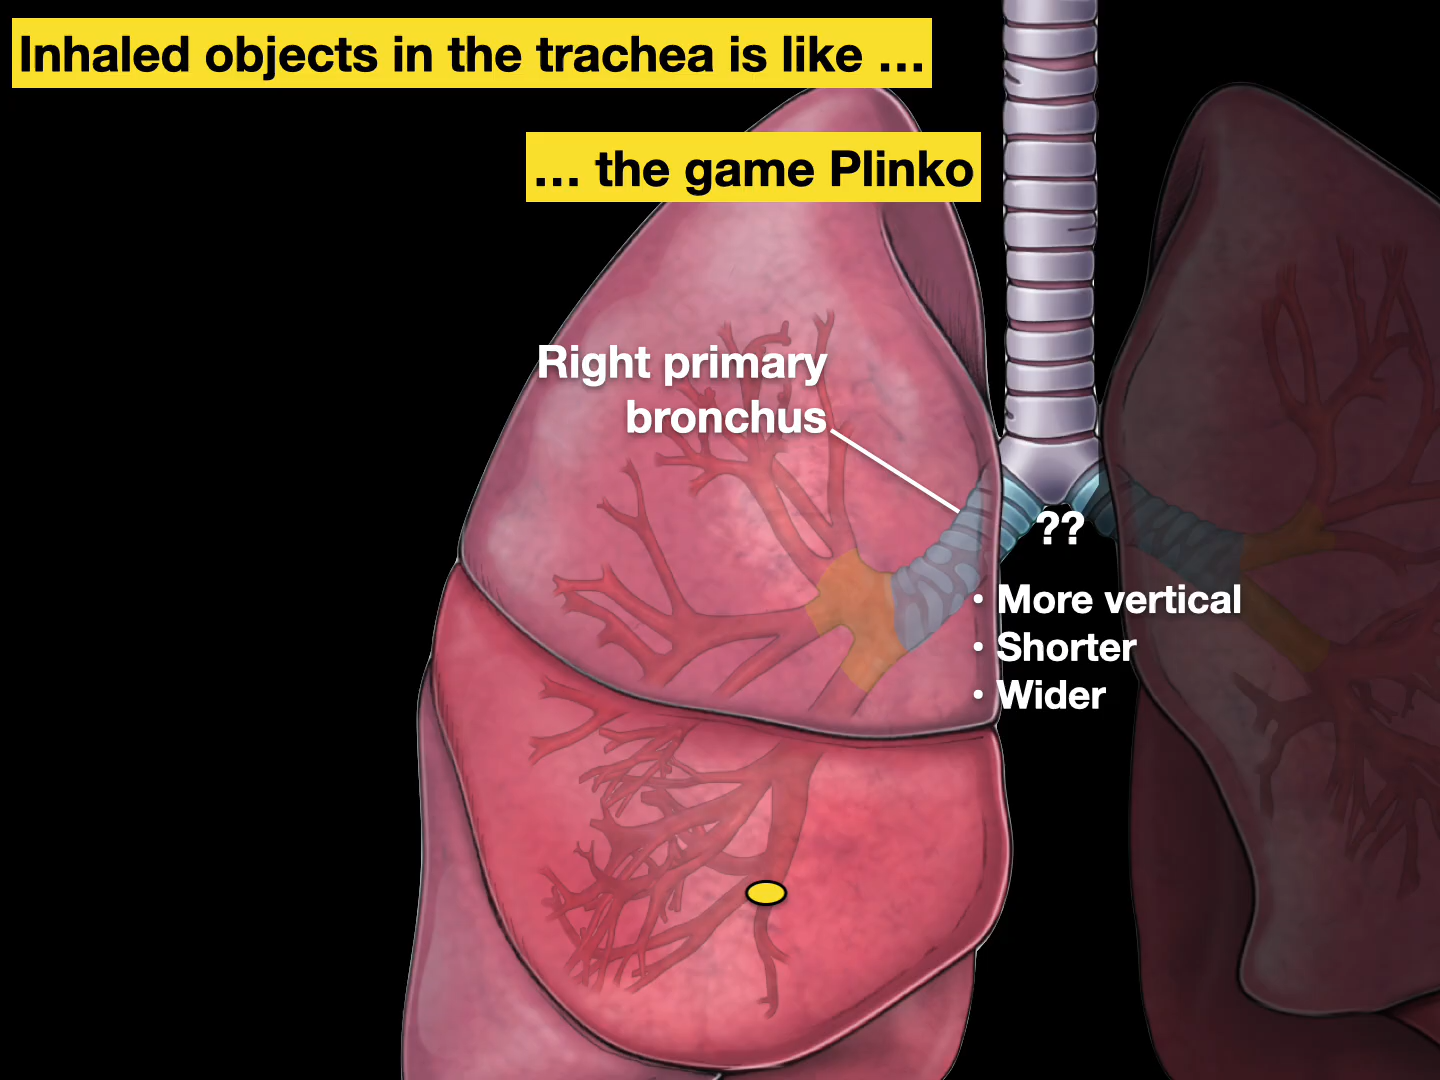 Inhaled objects in the trachea is like …
… the game Plinko
Right primary
bronchus
??
• More vertical
• Shorter
• Wider